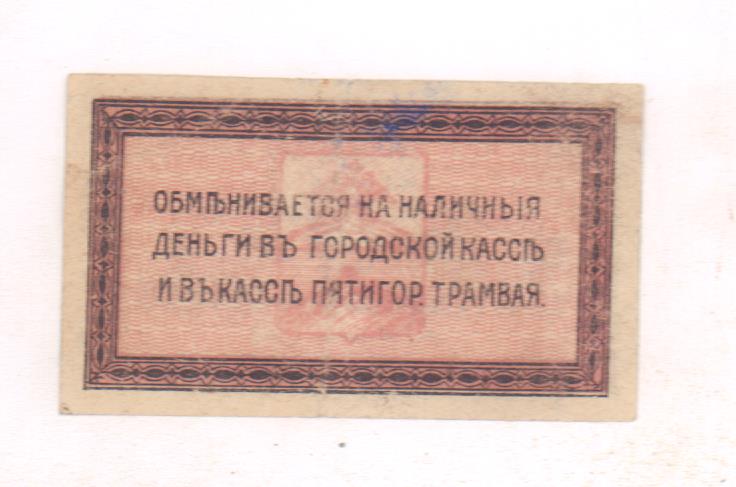 ОБМѢНИВАЕТСЯ НА НАЛИЧНЫЯ
ДЕНЬГИ ВЪ ГОРОДСКОЙ КАССѢ
И ВЪ КАССѢ ПЯТИГОР. ТРАМВАЯ.